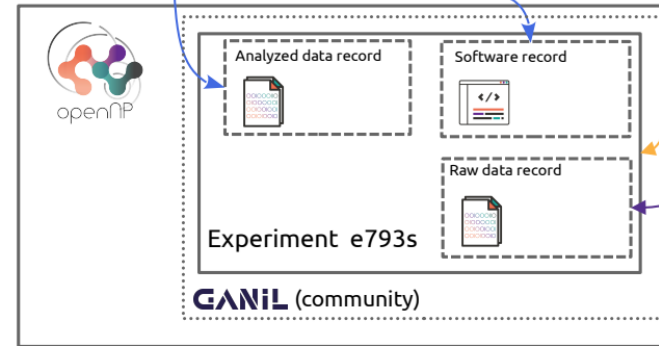 Analyzed data record
Software record
</>
openNP
Raw data record
Experiment e793s
GANiL (community)